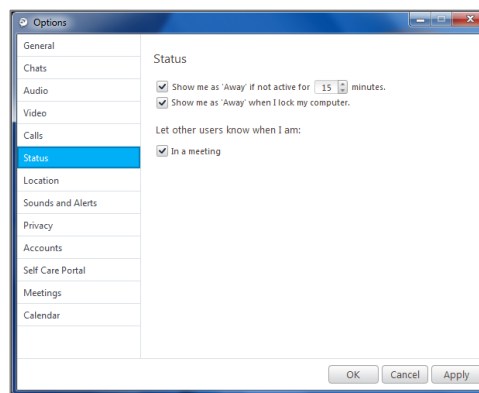 Options
General
Chats
Audio
Video
Calls
Status
Location
Sounds and Alerts
Privacy
Accounts
Self Care Portal
Meetings
Calendar
Status
Show me as 'Away' if not active for 15 minutes.
Show me as 'Away' when I lock my computer.
Let other users know when I am:
In a meeting
OK Cancel Apply